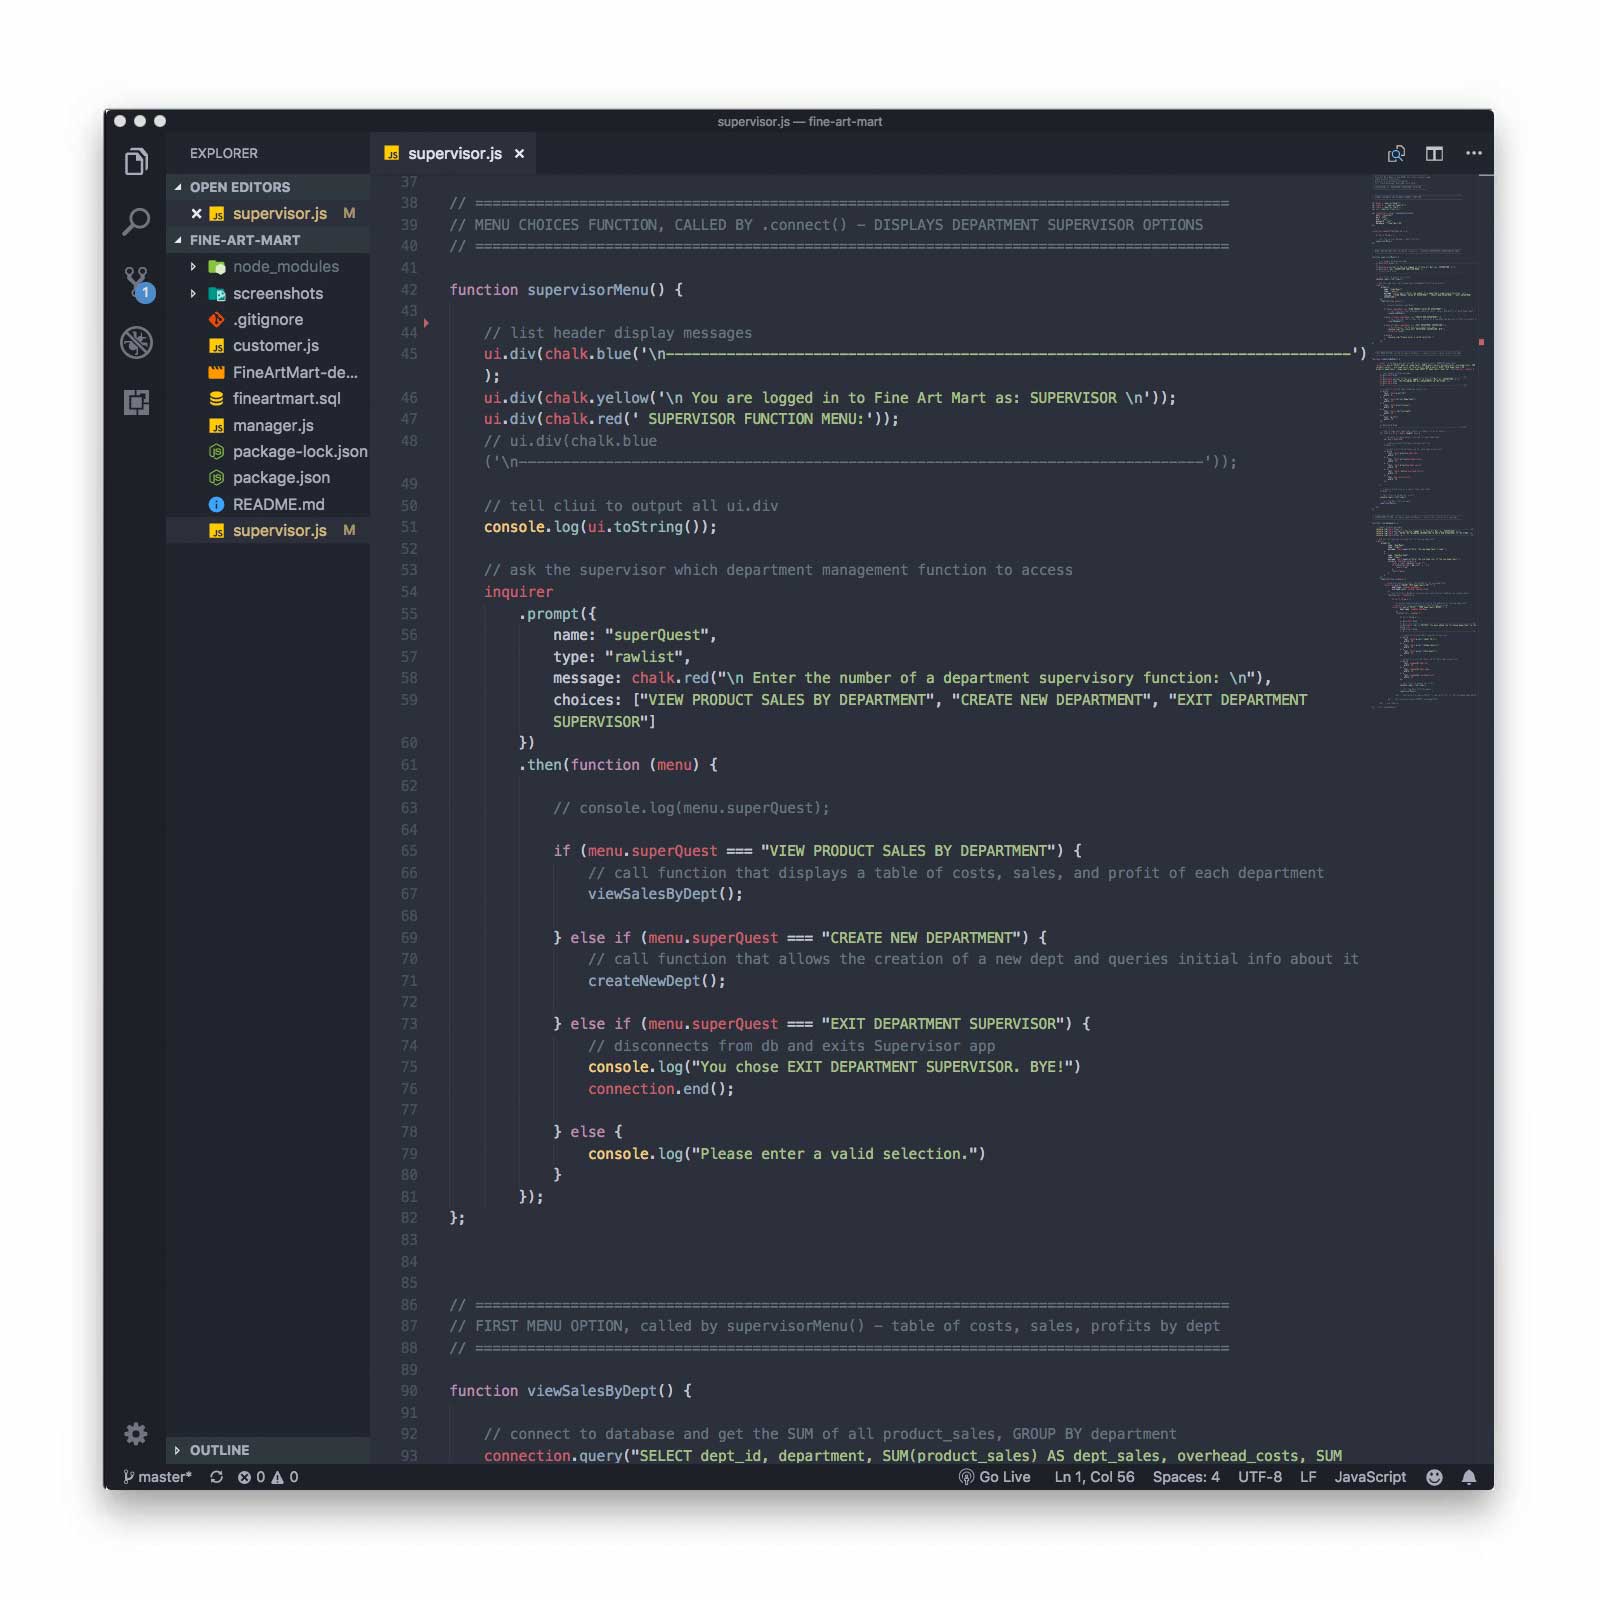 supervisor.js — fine-art-mart
EXPLORER
OPEN EDITORS
supervisor.js M
FINE-ART-MART
node_modules
screenshots
.gitignore
customer.js
FineArtMart-de...
fineartmart.sql
manager.js
package-lock.json
package.json
README.md
supervisor.js M
OUTLINE
1
supervisor.js
37
38 // =======================================================================================
39 // MENU CHOICES FUNCTION, CALLED BY .connect() – DISPLAYS DEPARTMENT SUPERVISOR OPTIONS
40 // =======================================================================================
41
42 function supervisorMenu() {
43
44 // list header display messages
45 ui.div(chalk.blue('\n———————————————————————————————————————————————————————————————————————————————')
);
46 ui.div(chalk.yellow('\n You are logged in to Fine Art Mart as: SUPERVISOR \n'));
47 ui.div(chalk.red(' SUPERVISOR FUNCTION MENU:'));
48 // ui.div(chalk.blue
('\n———————————————————————————————————————————————————————————————————————————————'));
49
50 // tell cliui to output all ui.div
51 console.log(ui.toString());
52
53 // ask the supervisor which department management function to access
54 inquirer
55 .prompt({
56 name: "superQuest",
57 type: "rawlist",
58 message: chalk.red("\n Enter the number of a department supervisory function: \n"),
59 choices: ["VIEW PRODUCT SALES BY DEPARTMENT", "CREATE NEW DEPARTMENT", "EXIT DEPARTMENT
SUPERVISOR"]
60 })
61 .then(function (menu) {
62
63 // console.log(menu.superQuest);
64
65 if (menu.superQuest === "VIEW PRODUCT SALES BY DEPARTMENT") {
66 // call function that displays a table of costs, sales, and profit of each department
67 viewSalesByDept();
68
69 } else if (menu.superQuest === "CREATE NEW DEPARTMENT") {
70 // call function that allows the creation of a new dept and queries initial info about it
71 createNewDept();
72
73 } else if (menu.superQuest === "EXIT DEPARTMENT SUPERVISOR") {
74 // disconnects from db and exits Supervisor app
75 console.log("You chose EXIT DEPARTMENT SUPERVISOR. BYE!")
76 connection.end();
77
78 } else {
79 console.log("Please enter a valid selection.")
80 }
81 });
82 };
83
84
85
86 // =======================================================================================
87 // FIRST MENU OPTION, called by supervisorMenu() – table of costs, sales, profits by dept
88 // =======================================================================================
89
90 function viewSalesByDept() {
91
92 // connect to database and get the SUM of all product_sales, GROUP BY department
93 connection.query("SELECT dept_id, department, SUM(product_sales) AS dept_sales, overhead_costs, SUM
master* 0 0 Go Live Ln 1, Col 56 Spaces: 4 UTF-8 LF JavaScript